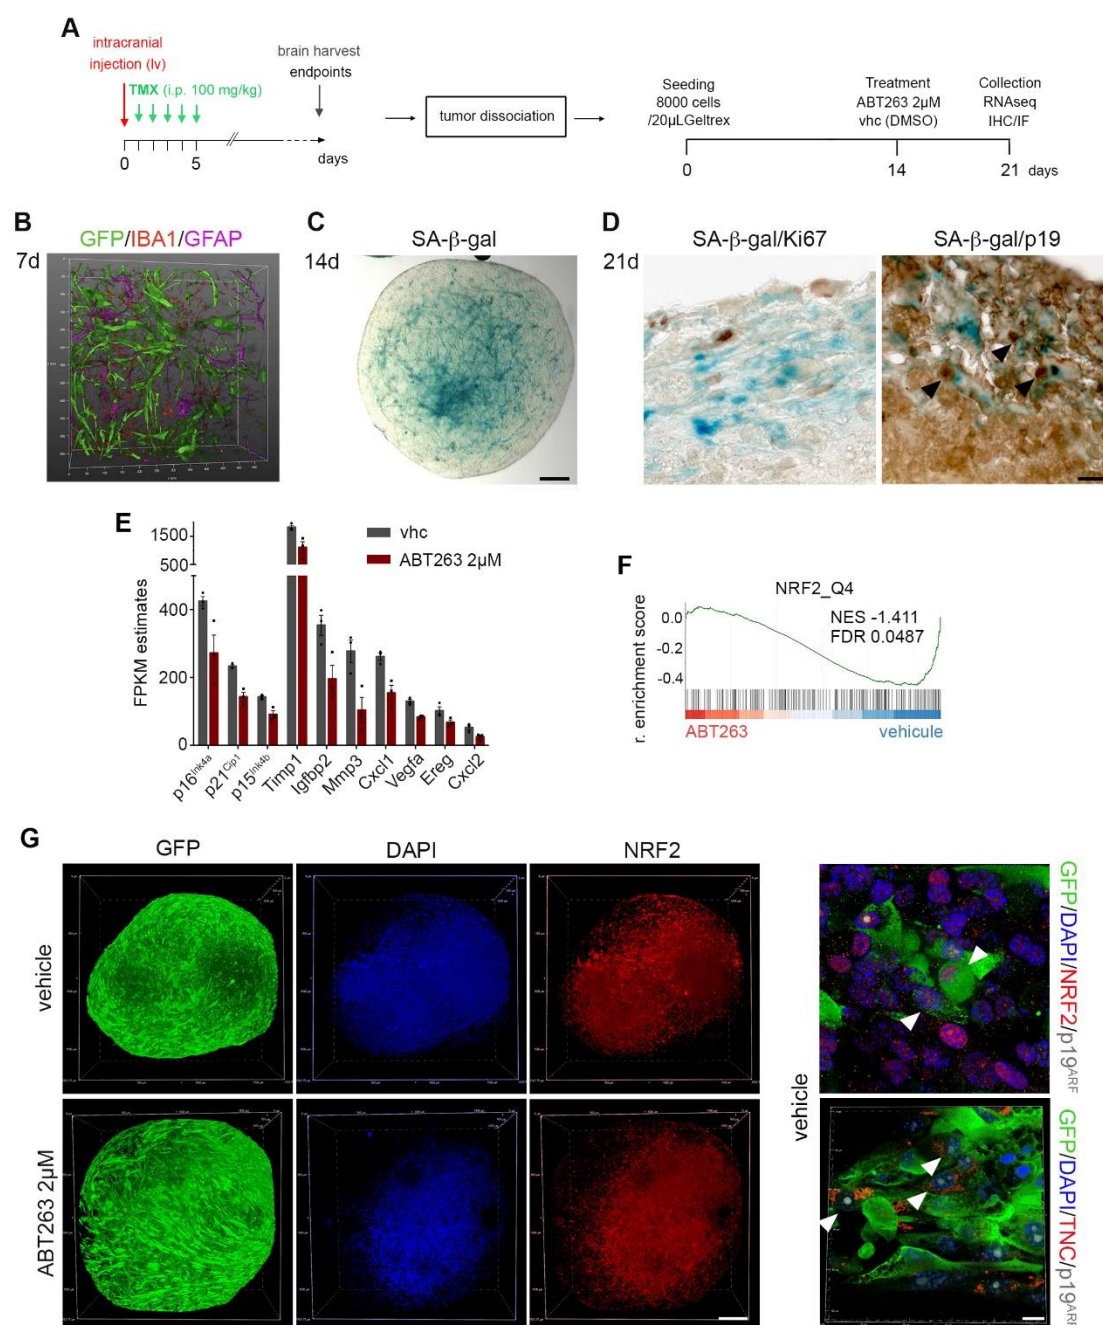 A
intracranial
injection (lv)
TMX (i.p. 100 mg/kg)
brain harvest
endpoints
0
5
days
tumor dissociation
Seeding
8000 cells
/20µLGeltrex
Treatment
ABT263 2µM
vhc (DMSO)
Collection
RNAseq
IHC/IF
0
14
21 days
B
GFP/IBA1/GFAP
7d
C
SA-β-gal
14d
D
SA-β-gal/Ki67
SA-β-gal/p19
21d
E
FPKM estimates
1500
500
400
200
0
vhc
ABT263 2µM
p16Ink4a
p21Cip1
p15Ink4b
Timp1
Igfbp2
Mmp3
Cxcl1
Vegfa
Ereg
Cxcl2
F
NRF2_Q4
NES -1.411
FDR 0.0487
r. enrichment score
0.0
-0.2
-0.4
ABT263
vehicule
G
GFP
DAPI
NRF2
vehicle
ABT263 2µM
vehicle
GFP/DAPI/NRF2/p19ARF
GFP/DAPI/TNC/p19ARF